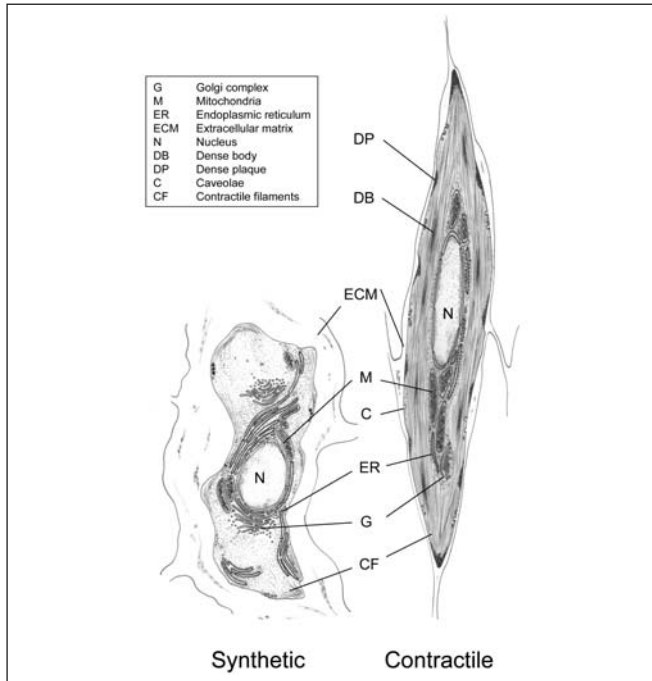 G Golgi complex
M Mitochondria
ER Endoplasmic reticulum
ECM Extracellular matrix
N Nucleus
DB Dense body
DP Dense plaque
C Caveolae
CF Contractile filaments
DP
DB
ECM
N
M
C
N
ER
G
CF
Synthetic Contractile